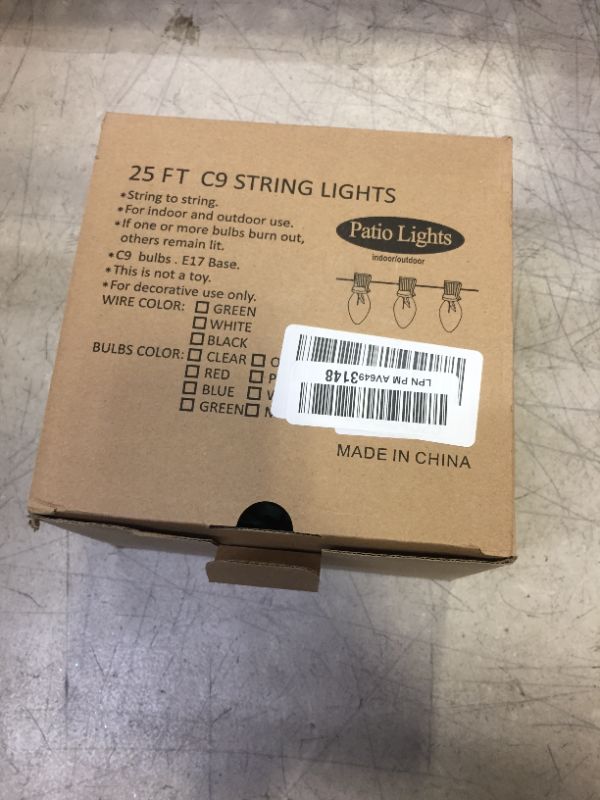 25 FT C9 STRING LIGHTS
*String to string.
*For indoor and outdoor use.
*If one or more bulbs burn out,
others remain lit.
*C9 bulbs . E17 Base.
*This is not a toy.
*For decorative use only.
Patio Lights
indoor/outdoor
WIRE COLOR: ☐ GREEN
☐ WHITE
☐ BLACK
BULBS COLOR: ☐ CLEAR ☐
☐ RED ☐
☐ BLUE ☐
☐ GREEN ☐
LPN PM AV6493148
MADE IN CHINA